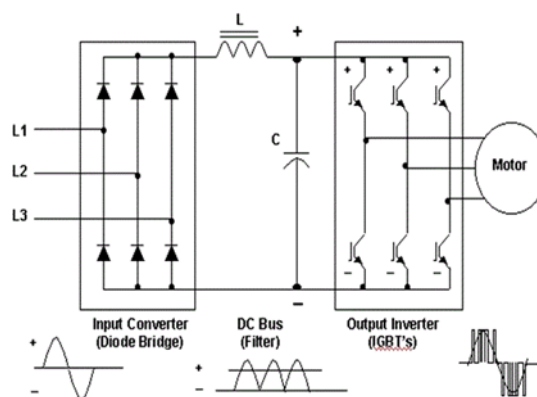 L
+
L1
L2
L3
C
+
+
+
Motor
−
−
−
−
Input Converter
(Diode Bridge)
DC Bus
(Filter)
Output Inverter
(IGBT's)
+
−
+
−